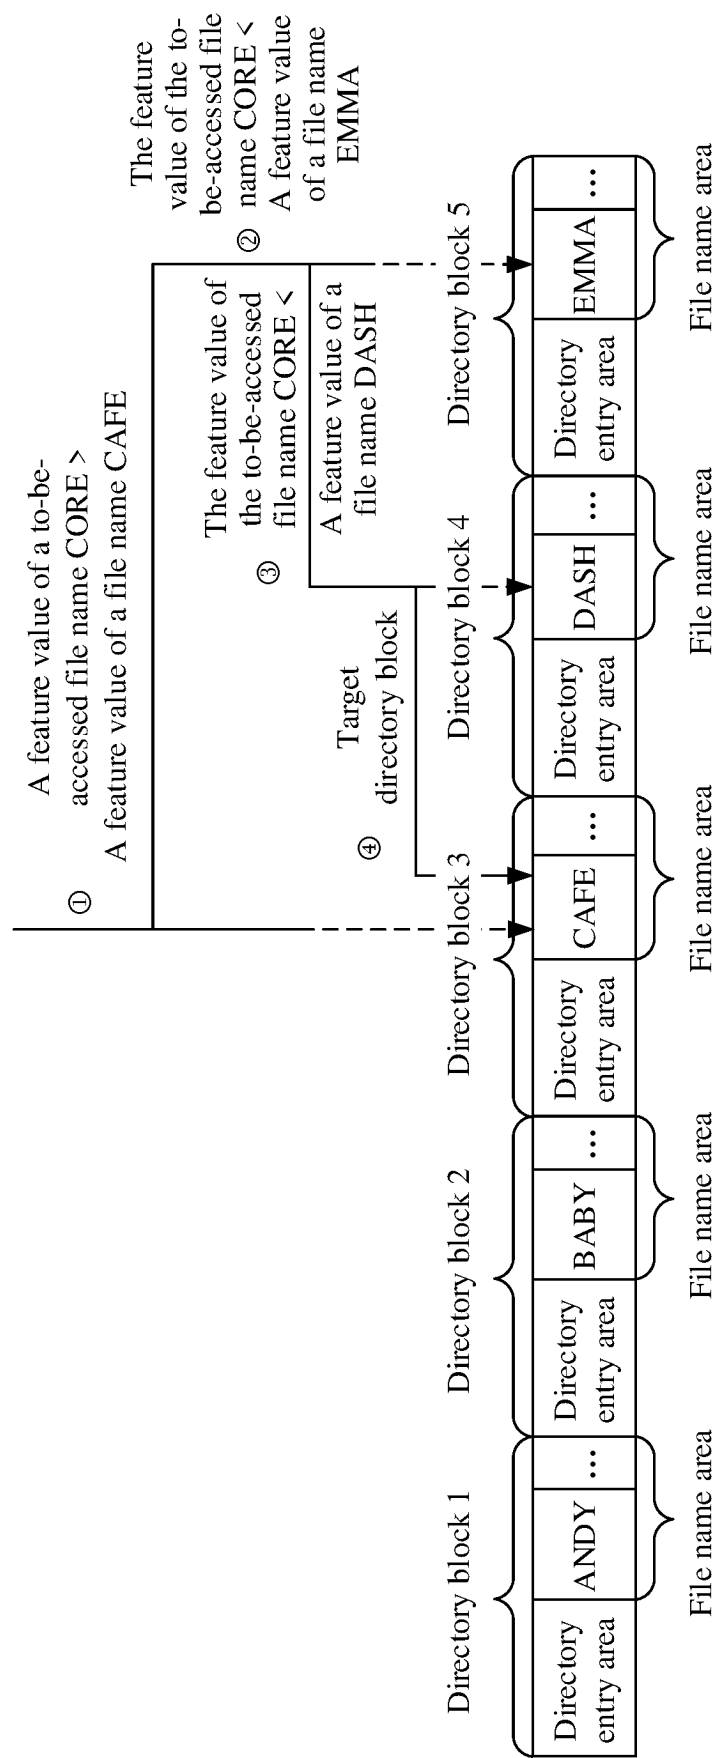 ①
A feature value of a to-be-
accessed file name CORE >
A feature value of a file name CAFE
②
The feature
value of the to-
be-accessed file
name CORE <
A feature value
of a file name
EMMA
③
The feature value of
the to-be-accessed
file name CORE <
A feature value of a
file name DASH
④
Target
directory block
Directory block 1
Directory block 2
Directory block 3
Directory block 4
Directory block 5
Directory
entry area
ANDY
...
Directory
entry area
BABY
...
Directory
entry area
CAFE
...
Directory
entry area
DASH
...
Directory
entry area
EMMA
...
File name area
File name area
File name area
File name area
File name area